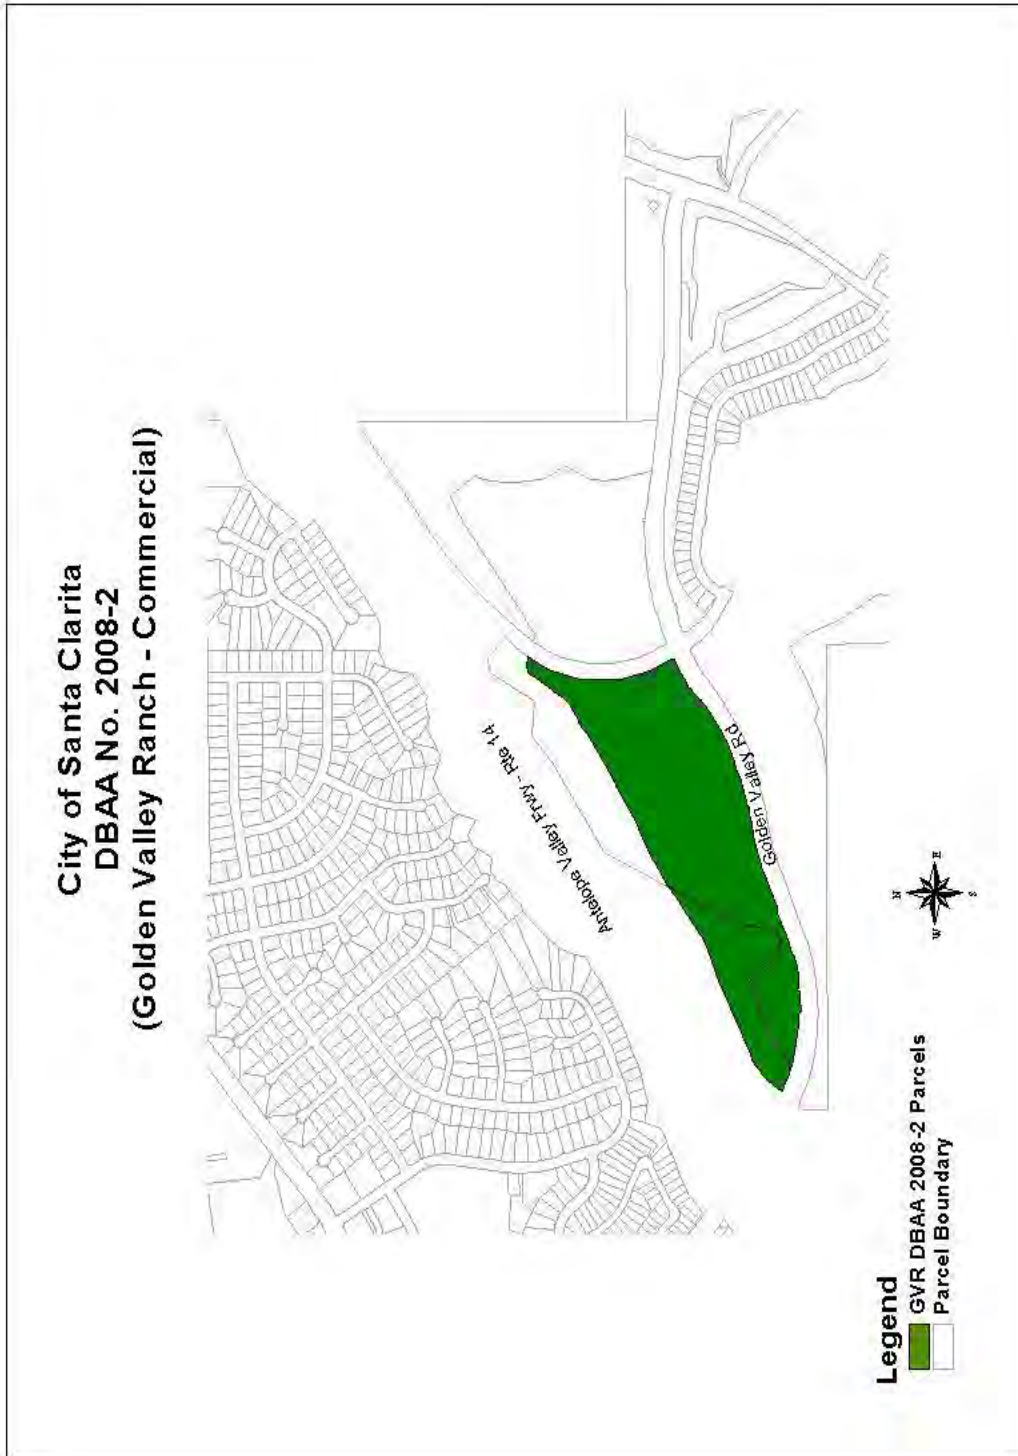 City of Santa Clarita
DBAA No. 2008-2
(Golden Valley Ranch - Commercial)
Antelope Valley Frwy - Rte 14
Golden Valley Rd
N
W
E
S
Legend
GVR DBAA 2008-2 Parcels
Parcel Boundary